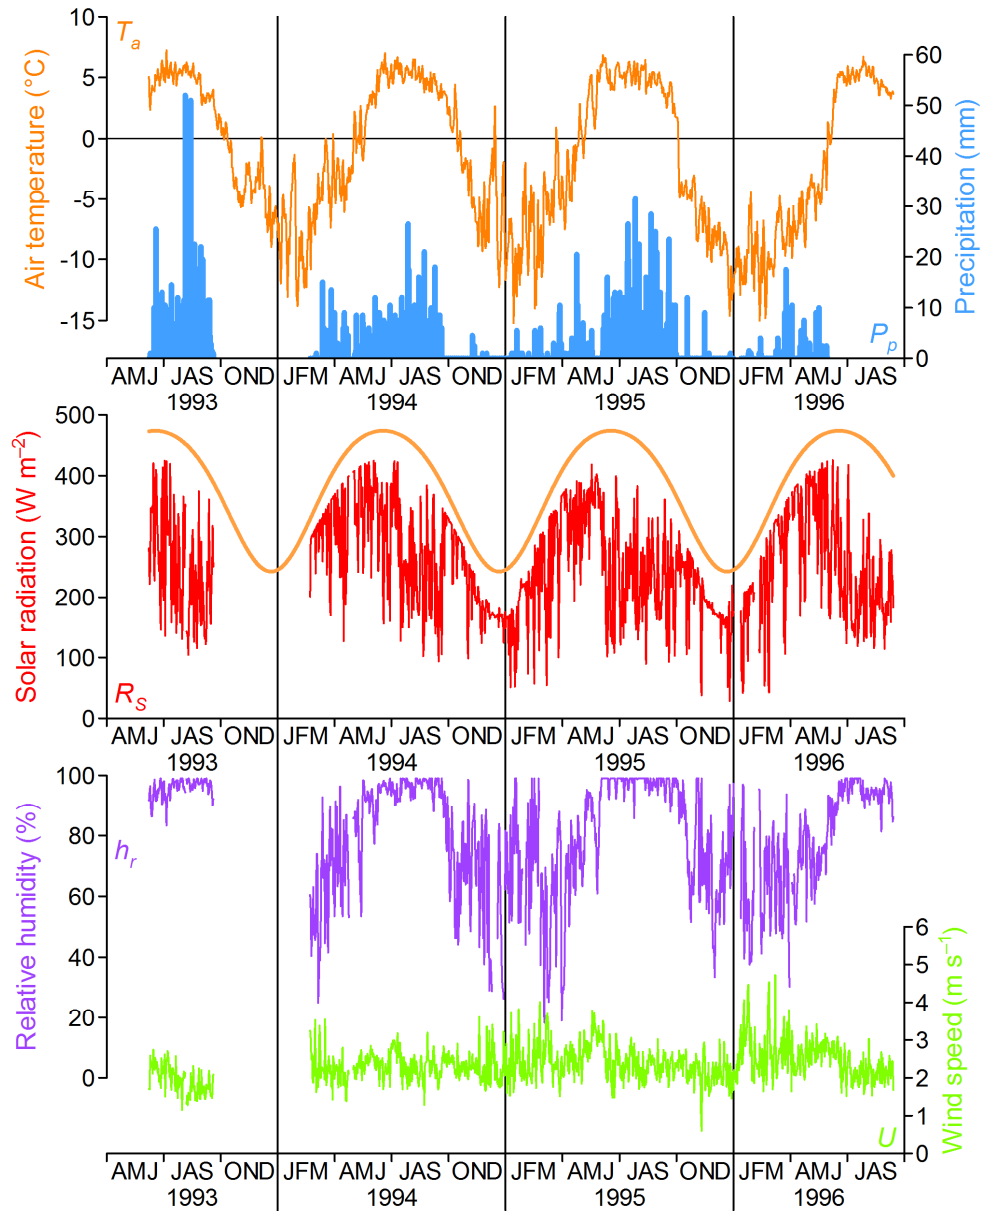 10
5
0
-5
-10
-15
Air temperature (°C)
Tₐ
60
50
40
30
20
10
0
Precipitation (mm)
Pₚ
AMJ JAS OND JFM AMJ JAS OND JFM AMJ JAS OND JFM AMJ JAS
1993 1994 1995 1996
500
400
300
200
100
0
Solar radiation (W m⁻²)
R_S
AMJ JAS OND JFM AMJ JAS OND JFM AMJ JAS OND JFM AMJ JAS
1993 1994 1995 1996
100
80
60
40
20
0
Relative humidity (%)
hᵣ
6
5
4
3
2
1
0
Wind speed (m s⁻¹)
U
AMJ JAS OND JFM AMJ JAS OND JFM AMJ JAS OND JFM AMJ JAS
1993 1994 1995 1996